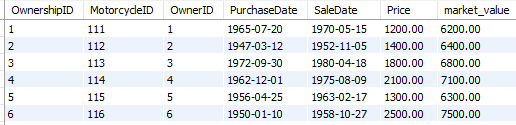 OwnershipID MotorcycleID OwnerID PurchaseDate SaleDate Price market_value
1 111 1 1965-07-20 1970-05-15 1200.00 6200.00
2 112 2 1947-03-12 1952-11-05 1400.00 6400.00
3 113 3 1972-09-30 1980-04-18 1800.00 6800.00
4 114 4 1962-12-01 1975-08-09 2100.00 7100.00
5 115 5 1956-04-25 1963-02-17 1300.00 6300.00
6 116 6 1950-01-10 1958-10-27 2500.00 7500.00